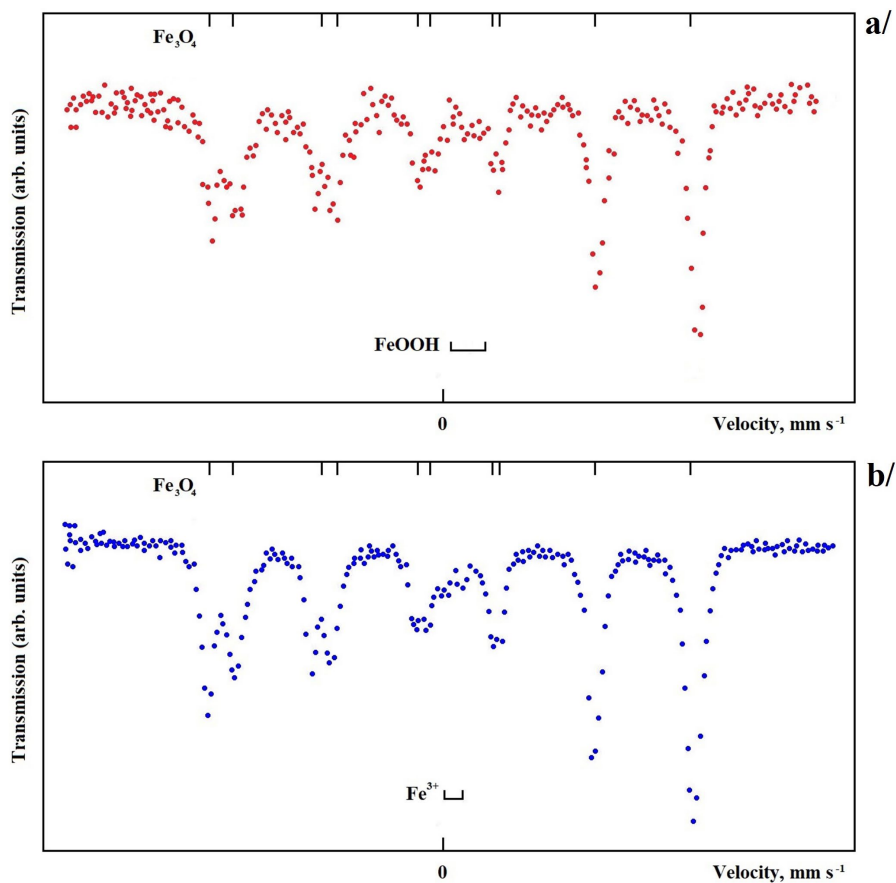 a/
Fe₃O₄
Transmission (arb. units)
FeOOH
0
Velocity, mm s⁻¹
b/
Fe₃O₄
Transmission (arb. units)
Fe³⁺
0
Velocity, mm s⁻¹